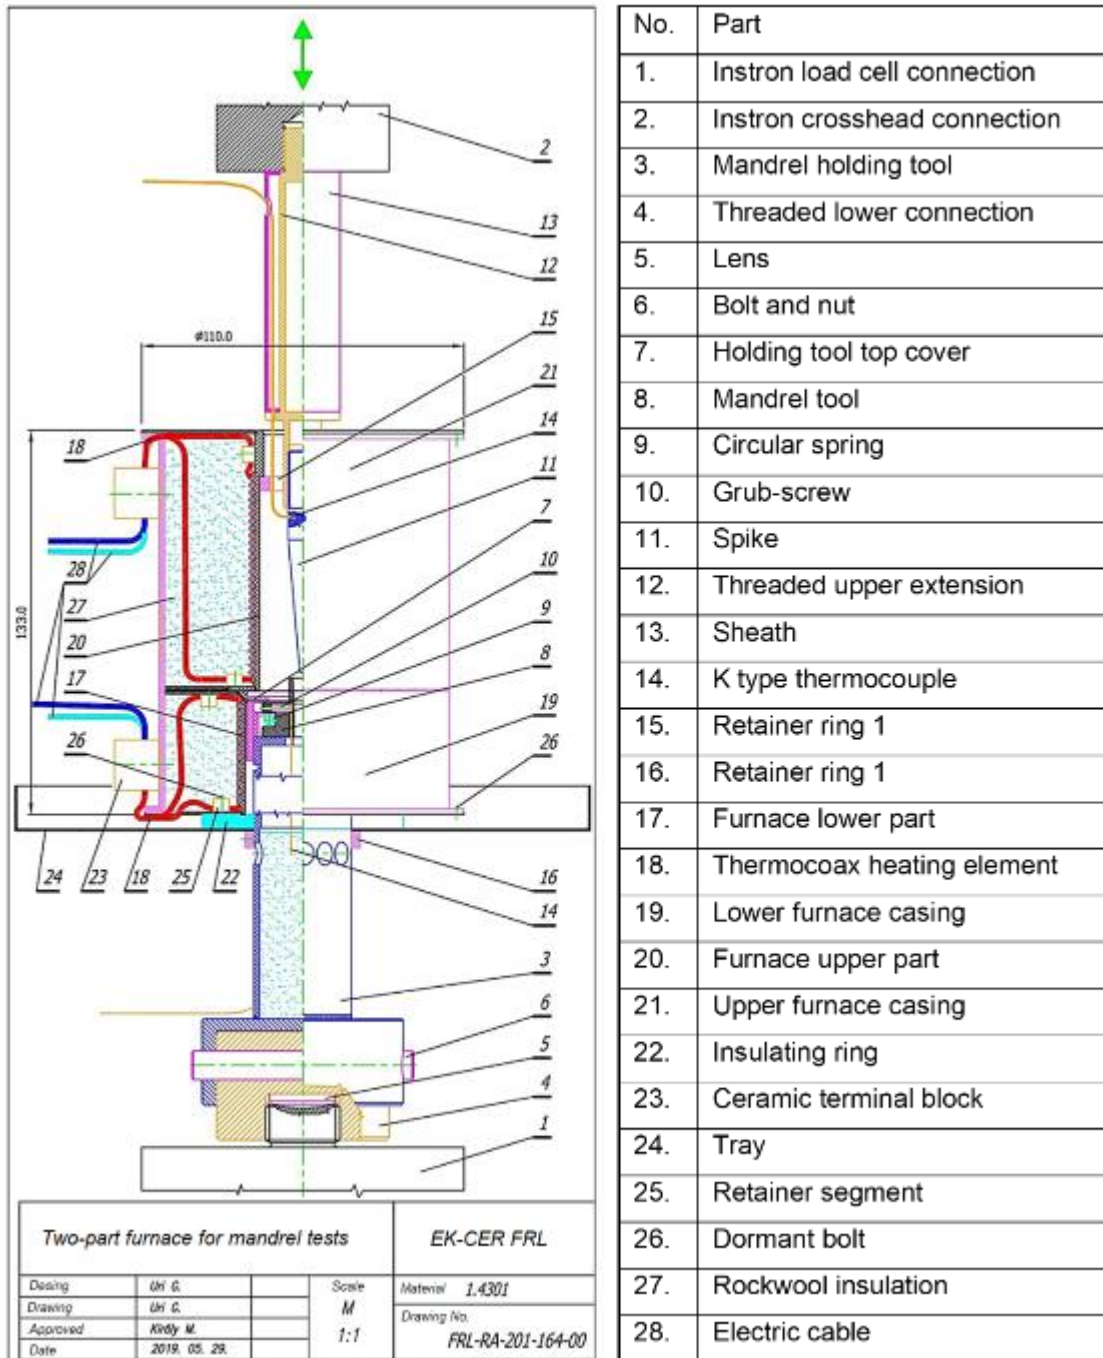 2
13
12
ø110.0
15
21
14
18
11
7
10
28
9
27
133.0
20
8
17
19
26
26
24
23
18
25
22
16
14
3
6
5
4
1
Two-part furnace for mandrel tests
EK-CER FRL
Desing Uri G.
Drawing Uri G.
Approved Király M.
Date 2019. 05. 29.
Scale
M
1:1
Material 1.4301
Drawing No.
FRL-RA-201-164-00
No. Part
1. Instron load cell connection
2. Instron crosshead connection
3. Mandrel holding tool
4. Threaded lower connection
5. Lens
6. Bolt and nut
7. Holding tool top cover
8. Mandrel tool
9. Circular spring
10. Grub-screw
11. Spike
12. Threaded upper extension
13. Sheath
14. K type thermocouple
15. Retainer ring 1
16. Retainer ring 1
17. Furnace lower part
18. Thermocoax heating element
19. Lower furnace casing
20. Furnace upper part
21. Upper furnace casing
22. Insulating ring
23. Ceramic terminal block
24. Tray
25. Retainer segment
26. Dormant bolt
27. Rockwool insulation
28. Electric cable